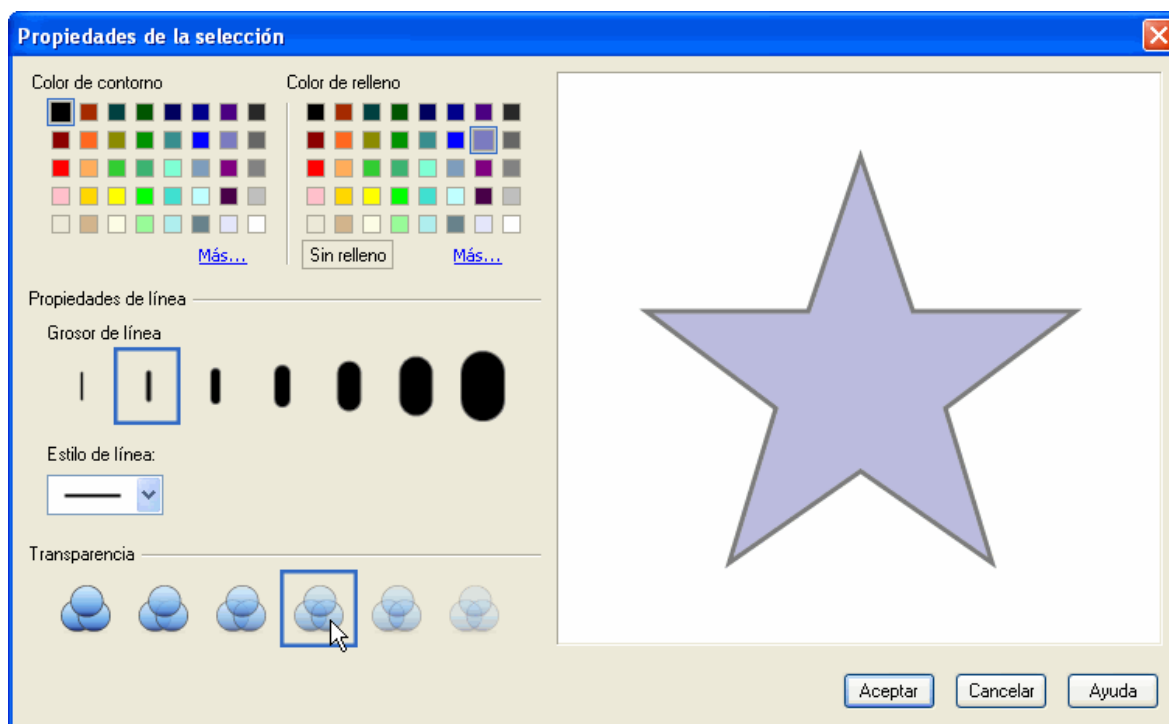 Propiedades de la selección
Color de contorno
Color de relleno
Más...
Sin relleno
Más...
Propiedades de línea
Grosor de línea
Estilo de línea:
Transparencia
Aceptar
Cancelar
Ayuda